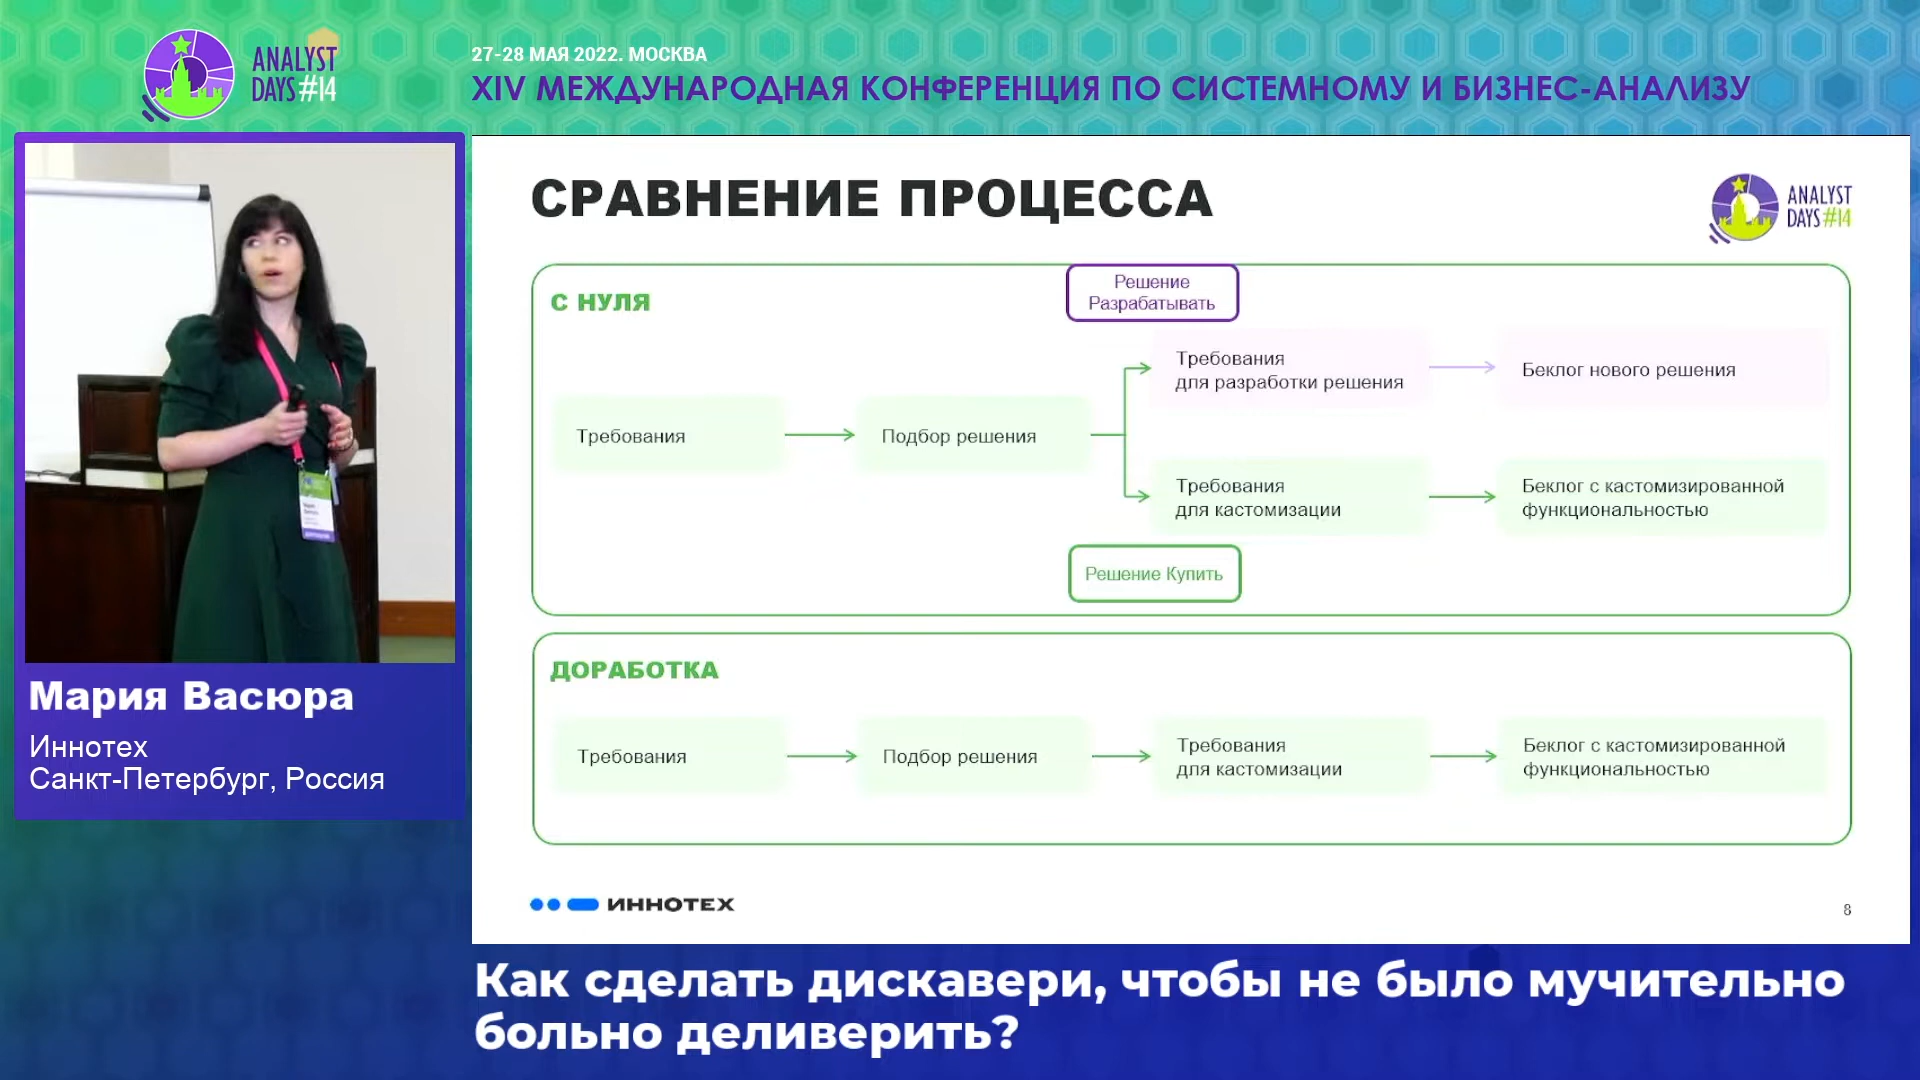 ANALYST
DAYS #14
27-28 МАЯ 2022. МОСКВА
XIV МЕЖДУНАРОДНАЯ КОНФЕРЕНЦИЯ ПО СИСТЕМНОМУ И БИЗНЕС-АНАЛИЗУ
Мария Васюра
Иннотех
Санкт-Петербург, Россия
СРАВНЕНИЕ ПРОЦЕССА
ANALYST
DAYS #14
С НУЛЯ
Решение
Разрабатывать
Требования
Подбор решения
Требования
для разработки решения
Беклог нового решения
Требования
для кастомизации
Беклог с кастомизированной
функциональностью
Решение Купить
ДОРАБОТКА
Требования
Подбор решения
Требования
для кастомизации
Беклог с кастомизированной
функциональностью
ИННОТЕХ
8
Как сделать дискавери, чтобы не было мучительно
больно деливерить?